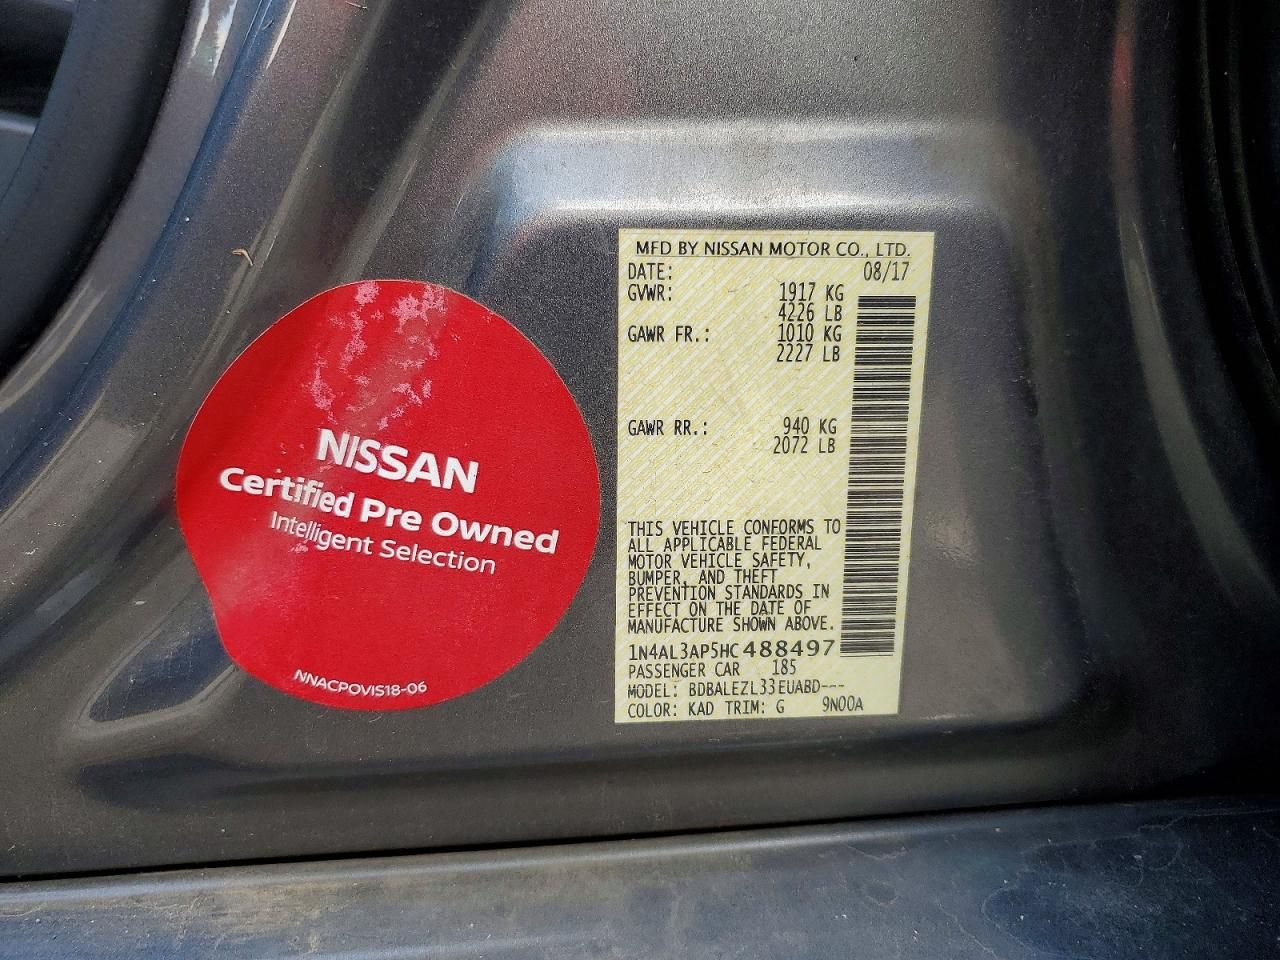 NISSAN
Certified Pre Owned
Intelligent Selection
NNACPOVIS18-06
MFD BY NISSAN MOTOR CO., LTD.
DATE: 08/17
GVWR: 1917 KG
4226 LB
GAWR FR.: 1010 KG
2227 LB
GAWR RR.: 940 KG
2072 LB
THIS VEHICLE CONFORMS TO
ALL APPLICABLE FEDERAL
MOTOR VEHICLE SAFETY,
BUMPER, AND THEFT
PREVENTION STANDARDS IN
EFFECT ON THE DATE OF
MANUFACTURE SHOWN ABOVE.
1N4AL3AP5HC488497
PASSENGER CAR 185
MODEL: BDBALEZL33EUABD---
COLOR: KAD TRIM: G 9N00A